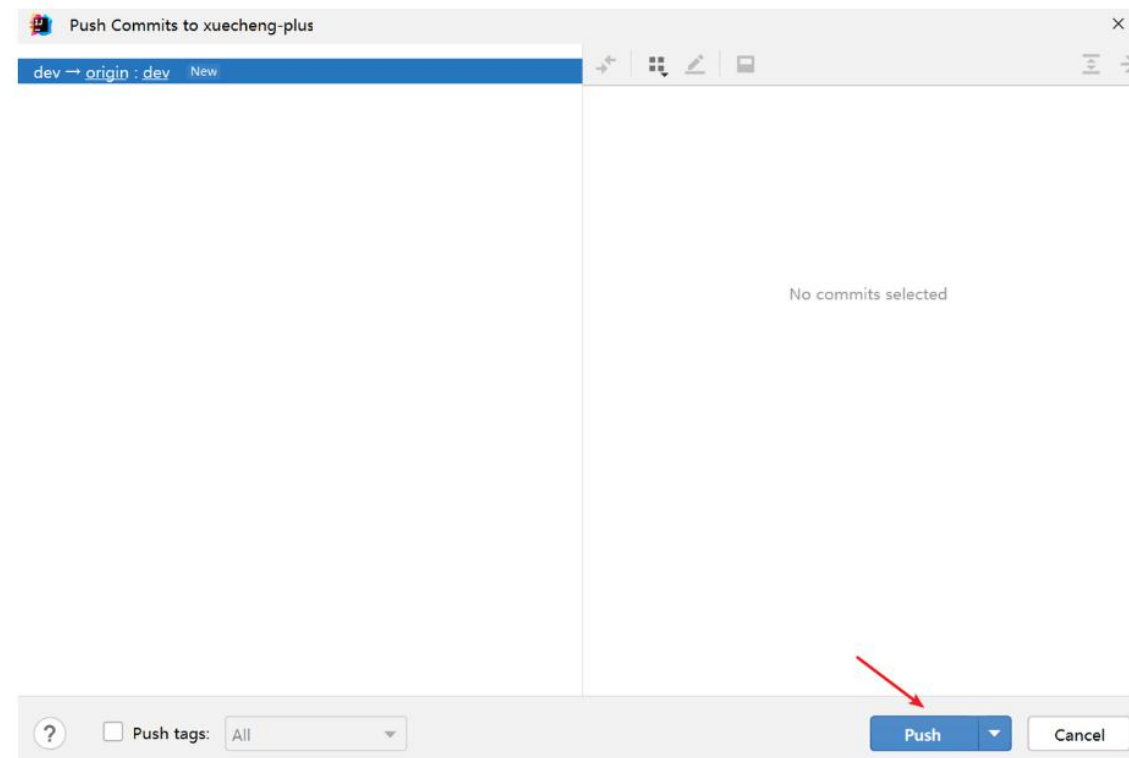 Push Commits to xuecheng-plus
dev → origin : dev New
No commits selected
? Push tags: All
Push Cancel